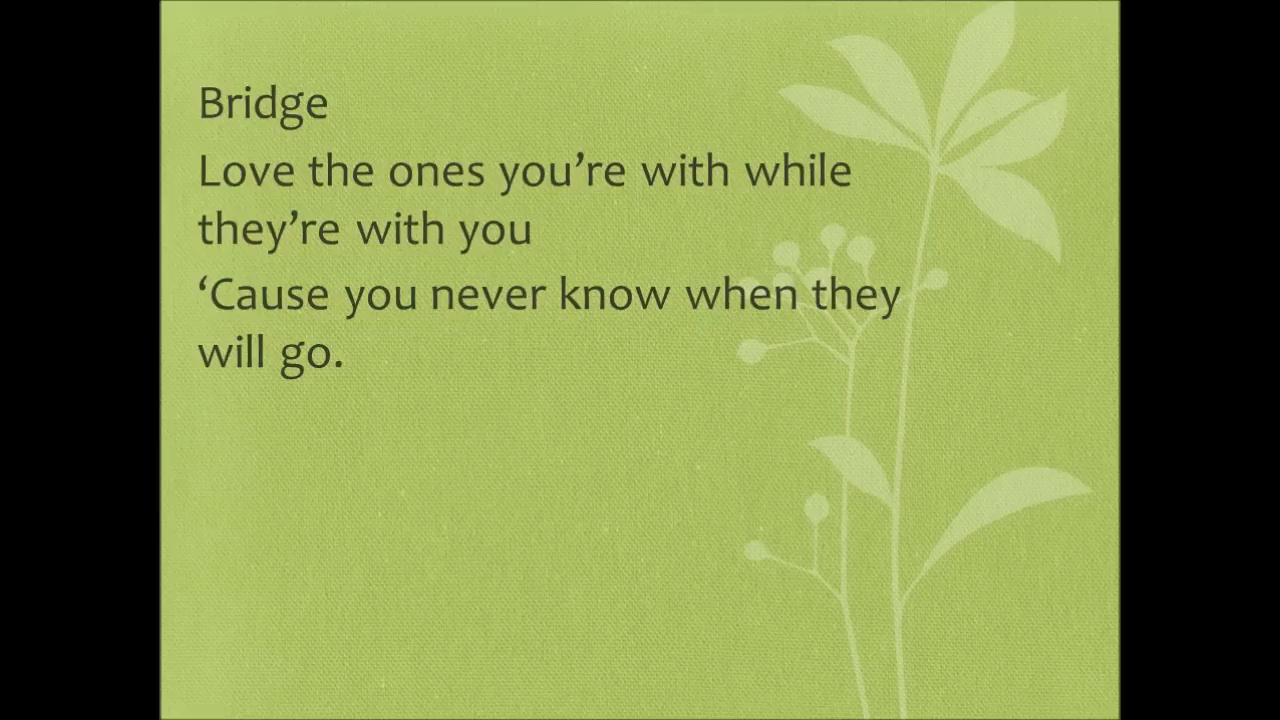 Bridge
Love the ones you’re with while
they’re with you
‘Cause you never know when they
will go.